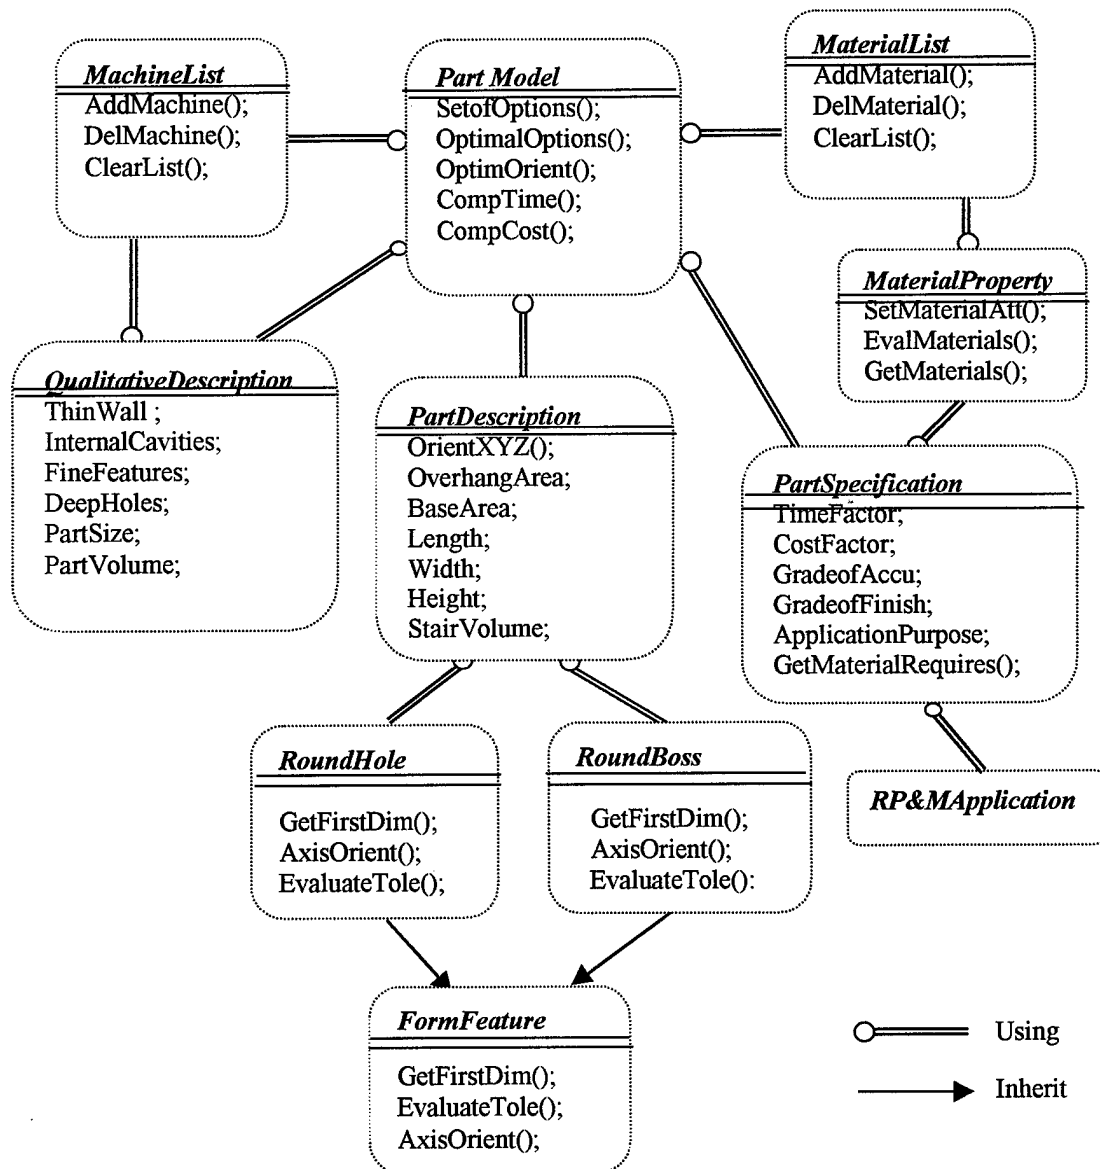 MachineList
AddMachine();
DelMachine();
ClearList();
Part Model
SetofOptions();
OptimalOptions();
OptimOrient();
CompTime();
CompCost();
MaterialList
AddMaterial();
DelMaterial();
ClearList();
MaterialProperty
SetMaterialAtt();
EvalMaterials();
GetMaterials();
QualitativeDescription
ThinWall ;
InternalCavities;
FineFeatures;
DeepHoles;
PartSize;
PartVolume;
PartDescription
OrientXYZ();
OverhangArea;
BaseArea;
Length;
Width;
Height;
StairVolume;
PartSpecification
TimeFactor;
CostFactor;
GradeofAccu
GradeofFinish;
ApplicationPurpose;
GetMaterialRequires();
RoundHole
GetFirstDim();
AxisOrient();
EvaluateTole();
RoundBoss
GetFirstDim();
AxisOrient();
EvaluateTole():
RP&MApplication
FormFeature
GetFirstDim();
EvaluateTole();
AxisOrient();
Using
Inherit